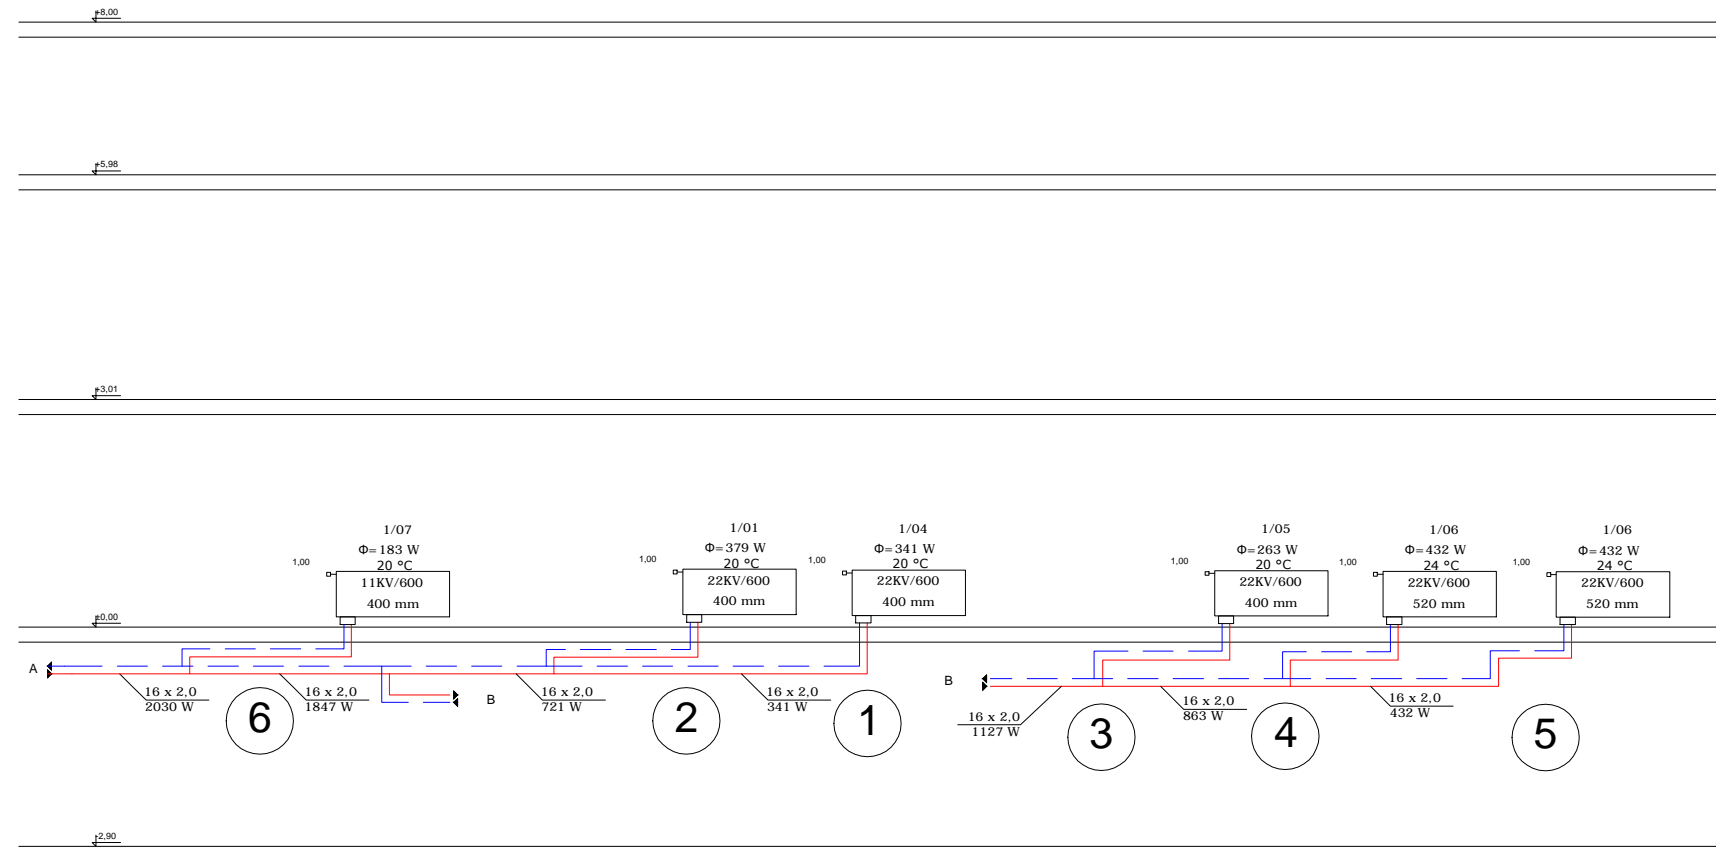 +8,00
+5,98
+3,01
1/07
Φ=183 W
20 °C
1,00
11KV/600
400 mm
1/01
Φ=379 W
20 °C
1,00
22KV/600
400 mm
1/04
Φ=341 W
20 °C
1,00
22KV/600
400 mm
1/05
Φ=263 W
20 °C
1,00
22KV/600
400 mm
1/06
Φ=432 W
24 °C
1,00
22KV/600
520 mm
1/06
Φ=432 W
24 °C
1,00
22KV/600
520 mm
±0,00
A
16 x 2,0
2030 W
6
16 x 2,0
1847 W
B
16 x 2,0
721 W
2
16 x 2,0
341 W
1
B
16 x 2,0
1127 W
3
16 x 2,0
863 W
4
16 x 2,0
432 W
5
-2,90